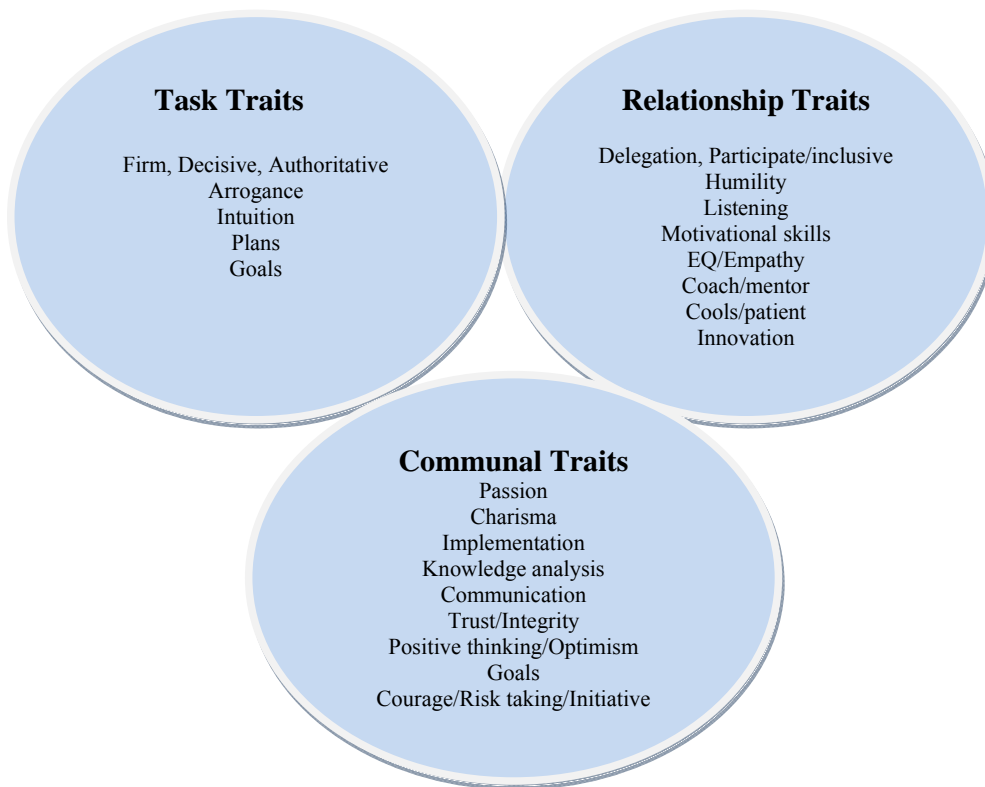 Task Traits
Firm, Decisive, Authoritative
Arrogance
Intuition
Plans
Goals
Relationship Traits
Delegation, Participate/inclusive
Humility
Listening
Motivational skills
EQ/Empathy
Coach/mentor
Cools/patient
Innovation
Communal Traits
Passion
Charisma
Implementation
Knowledge analysis
Communication
Trust/Integrity
Positive thinking/Optimism
Goals
Courage/Risk taking/Initiative